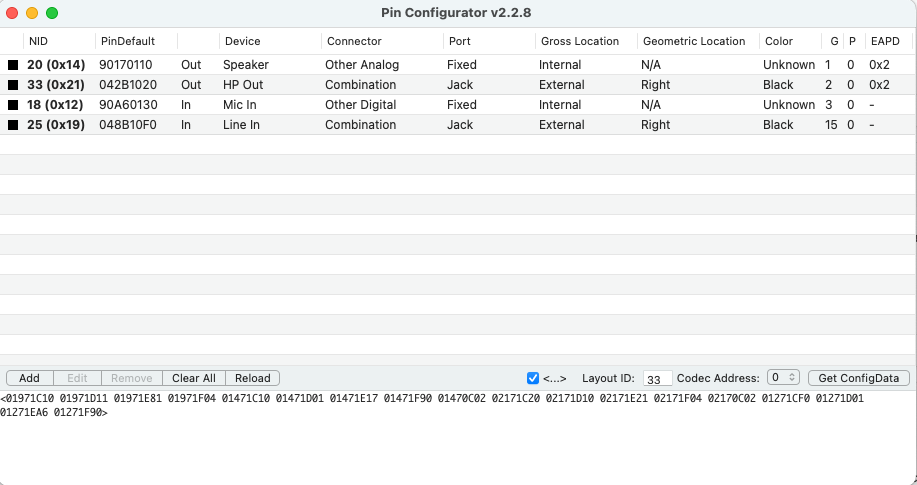 Pin Configurator v2.2.8
NID PinDefault Device Connector Port Gross Location Geometric Location Color G P EAPD
20 (0x14) 90170110 Out Speaker Other Analog Fixed Internal N/A Unknown 1 0 0x2
33 (0x21) 042B1020 Out HP Out Combination Jack External Right Black 2 0 0x2
18 (0x12) 90A60130 In Mic In Other Digital Fixed Internal N/A Unknown 3 0 -
25 (0x19) 048B10F0 In Line In Combination Jack External Right Black 15 0 -
Add Edit Remove Clear All Reload <...> Layout ID: 33 Codec Address: 0 Get ConfigData
<01971C10 01971D11 01971E81 01971F04 01471C10 01471D01 01471E17 01471F90 01470C02 02171C20 02171D10 02171E21 02171F04 02170C02 01271CF0 01271D01
01271EA6 01271F90>